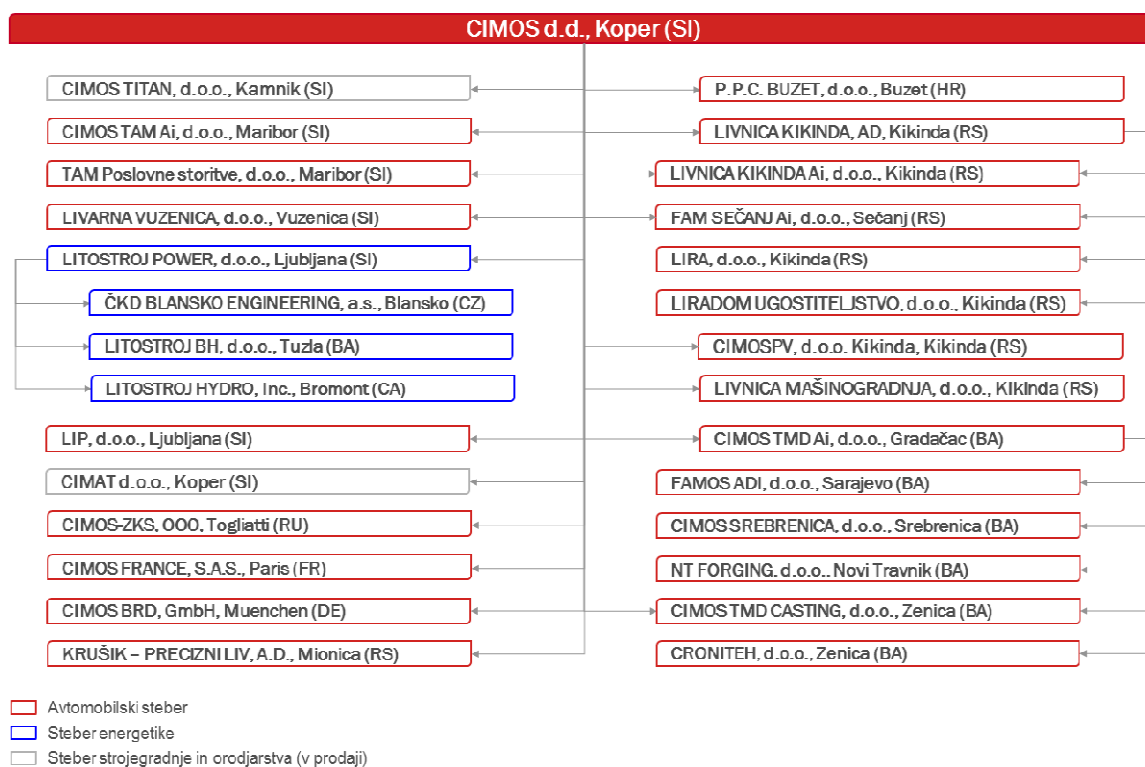 CIMOS d.d., Koper (SI)
CIMOS TITAN, d.o.o., Kamnik (SI)
CIMOS TAM Ai, d.o.o., Maribor (SI)
TAM Poslovne storitve, d.o.o., Maribor (SI)
LIVARNA VUZENICA, d.o.o., Vuzenica (SI)
LITOSTROJ POWER, d.o.o., Ljubljana (SI)
ČKD BLANSKO ENGINEERING, a.s., Blansko (CZ)
LITOSTROJ BH, d.o.o., Tuzla (BA)
LITOSTROJ HYDRO, Inc., Bromont (CA)
LIP, d.o.o., Ljubljana (SI)
CIMAT d.o.o., Koper (SI)
CIMOS-ZKS, OOO, Togliatti (RU)
CIMOS FRANCE, S.A.S., Paris (FR)
CIMOS BRD, GmbH, Muenchen (DE)
KRUŠIK – PRECIZNI LIV, A.D., Mionica (RS)
P.P.C. BUZET, d.o.o., Buzet (HR)
LIVNICA KIKINDA, AD, Kikinda (RS)
LIVNICA KIKINDA Ai, d.o.o., Kikinda (RS)
FAM SEČANJ Ai, d.o.o., Sečanj (RS)
LIRA, d.o.o., Kikinda (RS)
LIRADOM UGOSTITELJSTVO, d.o.o., Kikinda (RS)
CIMOSPV, d.o.o. Kikinda, Kikinda (RS)
LIVNICA MAŠINOGRADNJA, d.o.o., Kikinda (RS)
CIMOS TMD Ai, d.o.o., Gradačac (BA)
FAMOS ADI, d.o.o., Sarajevo (BA)
CIMOS SREBRENICA, d.o.o., Srebrenica (BA)
NT FORGING, d.o.o., Novi Travnik (BA)
CIMOS TMD CASTING, d.o.o., Zenica (BA)
CRONITEH, d.o.o., Zenica (BA)
Avtomobilski steber
Steber energetike
Steber strojegradnje in orodjarstva (v prodaji)